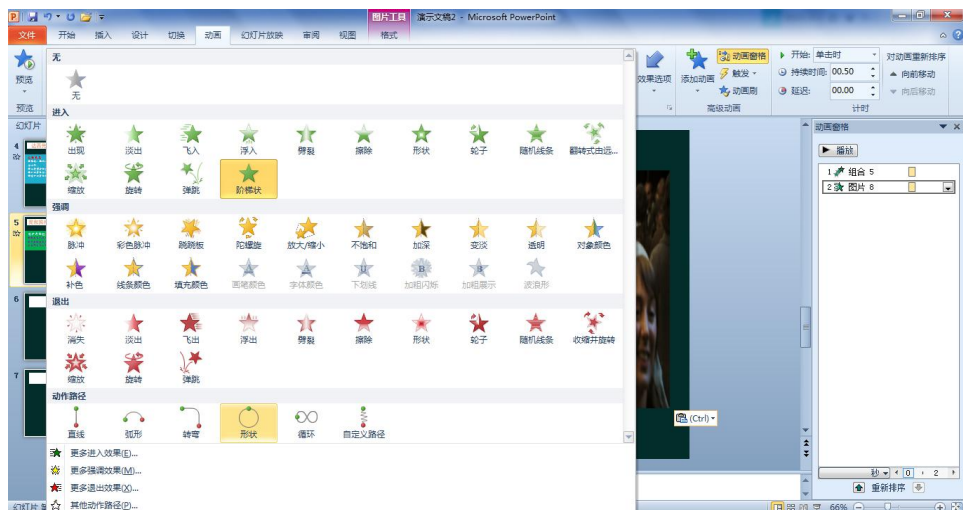 图片工具 演示文稿2 - Microsoft PowerPoint
文件 开始 插入 设计 切换 动画 幻灯片放映 审阅 视图 格式
预览
预览
无
无
进入
出现 淡出 飞入 浮入 劈裂 擦除 形状 轮子 随机线条 翻转式由远...
缩放 旋转 弹跳 阶梯状
强调
脉冲 彩色脉冲 跷跷板 陀螺旋 放大/缩小 不饱和 加深 变淡 透明 对象颜色
补色 线条颜色 填充颜色 画笔颜色 字体颜色 下划线 加粗闪烁 加粗展示 波浪形
退出
消失 淡出 飞出 浮出 劈裂 擦除 形状 轮子 随机线条 收缩并旋转
缩放 旋转 弹跳
动作路径
直线 弧形 转弯 形状 循环 自定义路径
更多进入效果(E)...
更多强调效果(M)...
更多退出效果(X)...
其他动作路径(P)...
效果选项 添加动画
动画窗格
触发
动画刷
高级动画
开始: 单击时
持续时间: 00.50
延迟: 00.00
对动画重新排序
向前移动
向后移动
计时
幻灯片
4
5
6
7
(Ctrl)
动画窗格
播放
1 组合 5
2 图片 8
秒 0 2
重新排序
66%